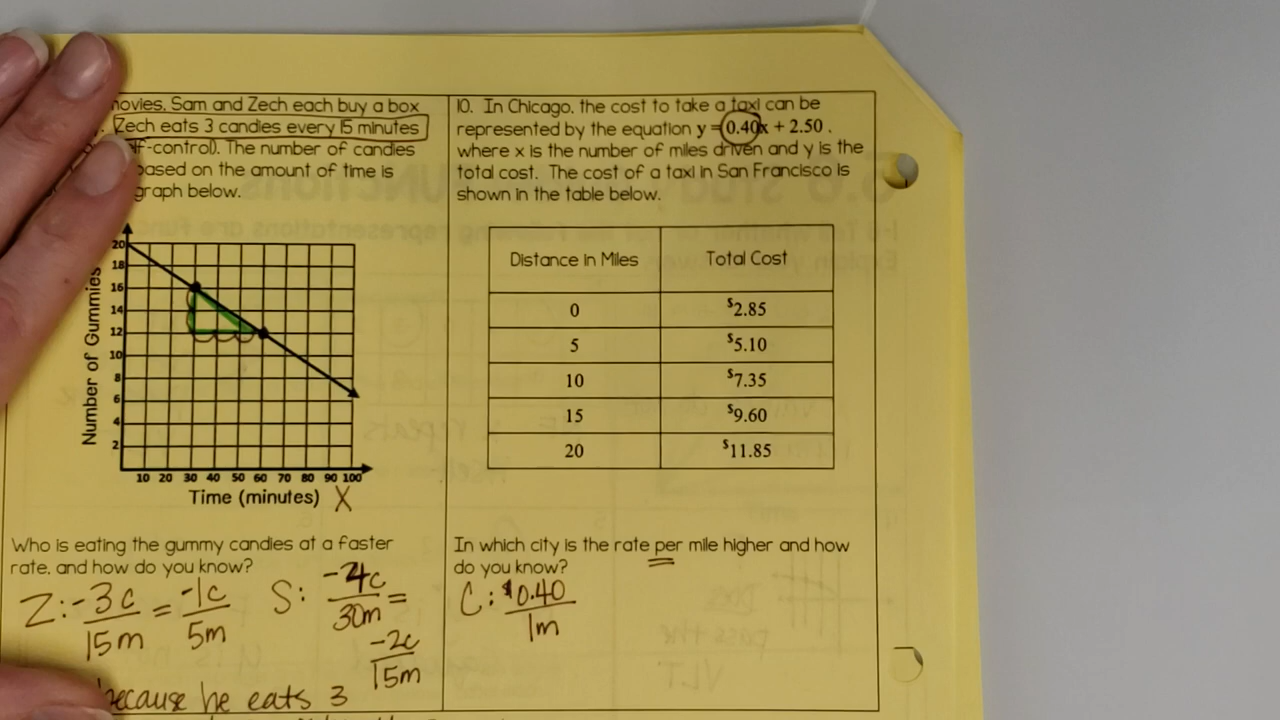 movies. Sam and Zech each buy a box
Zech eats 3 candies every 15 minutes
lf-control). The number of candies
based on the amount of time is
graph below.
Number of Gummies
20
18
16
14
12
10
8
6
4
2
10 20 30 40 50 60 70 80 90 100
Time (minutes) X
Who is eating the gummy candies at a faster
rate, and how do you know?
Z: -3c/15m = -1c/5m S: -4c/30m =
-2c/15m
because he eats 3
10. In Chicago, the cost to take a taxi can be
represented by the equation y = 0.40x + 2.50 ,
where x is the number of miles driven and y is the
total cost. The cost of a taxi in San Francisco is
shown in the table below.
Distance in Miles Total Cost
0 $2.85
5 $5.10
10 $7.35
15 $9.60
20 $11.85
In which city is the rate per mile higher and how
do you know?
C: $0.40/1m